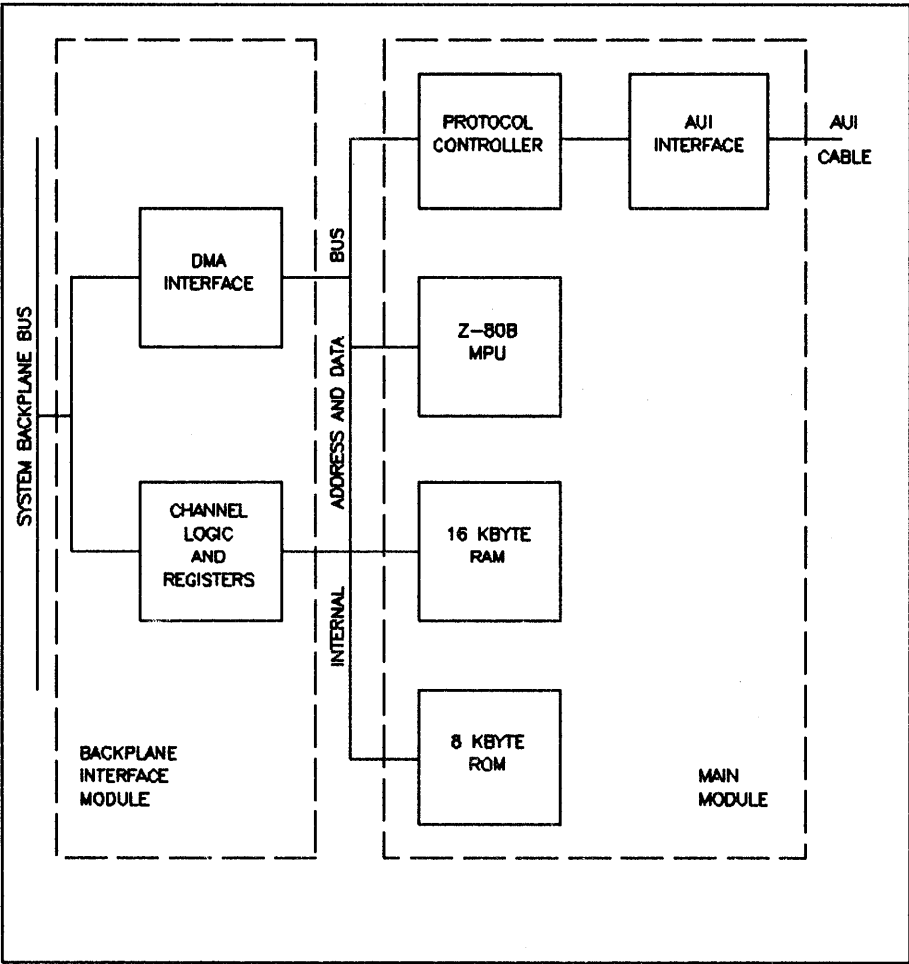 SYSTEM BACKPLANE BUS
DMA
INTERFACE
CHANNEL
LOGIC
AND
REGISTERS
BACKPLANE
INTERFACE
MODULE
INTERNAL ADDRESS AND DATA BUS
PROTOCOL
CONTROLLER
AUI
INTERFACE
AUI
CABLE
Z-80B
MPU
16 KBYTE
RAM
8 KBYTE
ROM
MAIN
MODULE